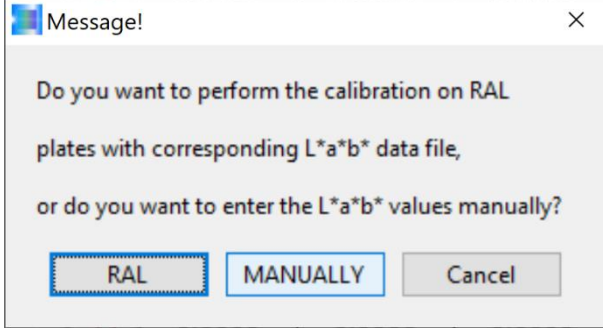 Message!
Do you want to perform the calibration on RAL
plates with corresponding L*a*b* data file,
or do you want to enter the L*a*b* values manually?
RAL MANUALLY Cancel